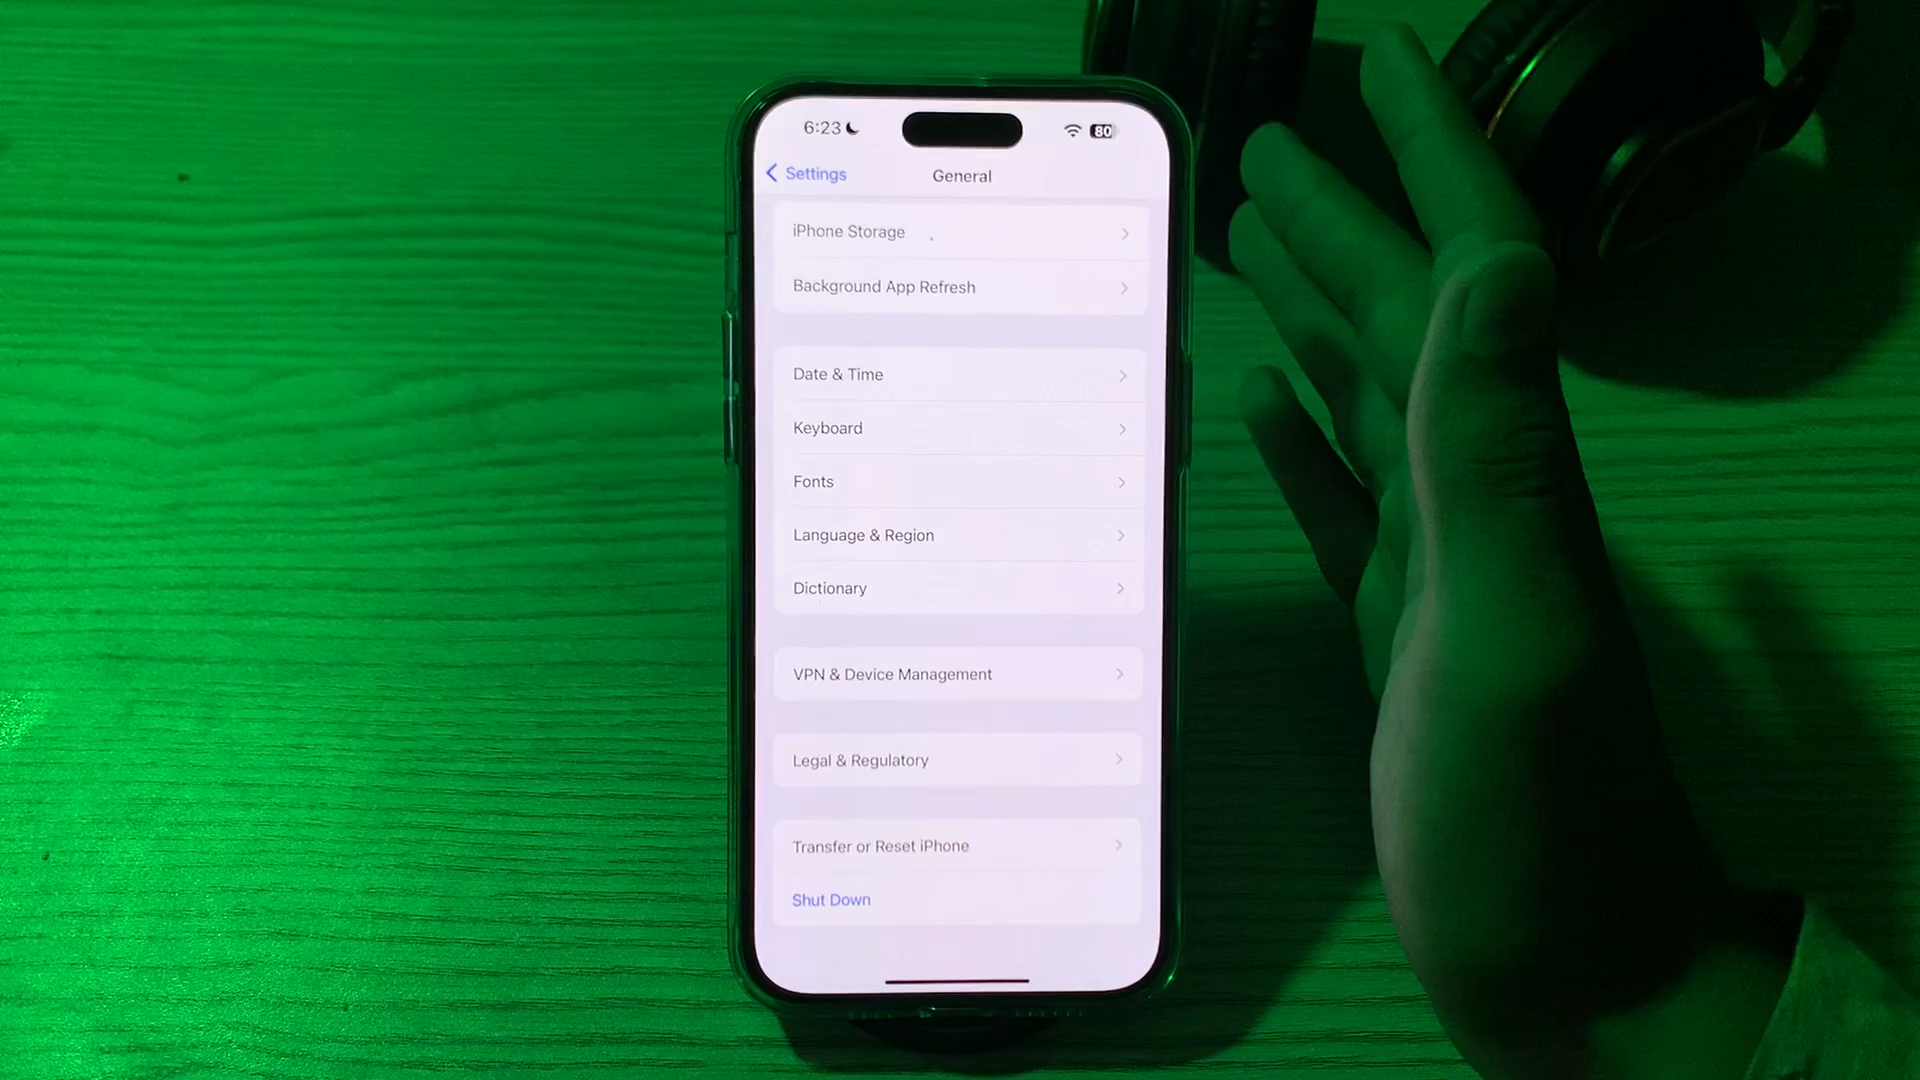 6:23
80
Settings
General
iPhone Storage
Background App Refresh
Date & Time
Keyboard
Fonts
Language & Region
Dictionary
VPN & Device Management
Legal & Regulatory
Transfer or Reset iPhone
Shut Down